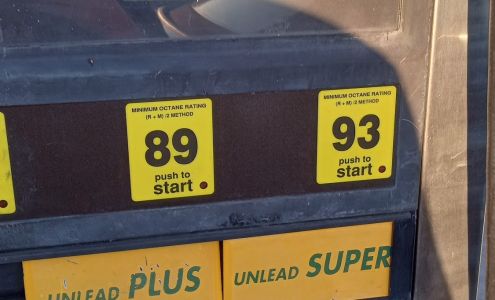 MINIMUM OCTANE RATING
(R + M) /2 METHOD
89
push to
start
MINIMUM OCTANE RATING
(R + M) /2 METHOD
93
push to
start
UNLEAD PLUS
UNLEAD SUPER